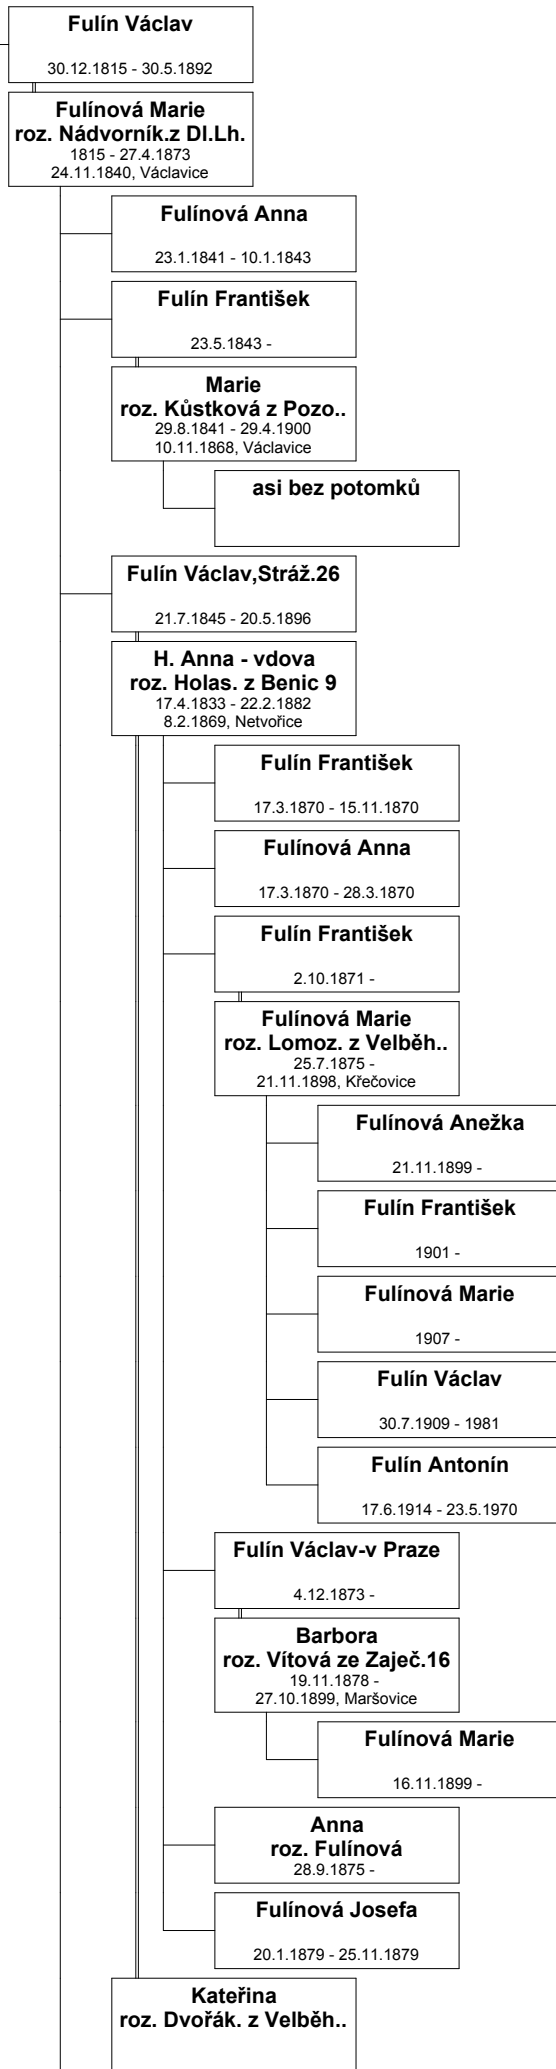 Fulín Václav
30.12.1815 - 30.5.1892
Fulínová Marie
roz. Nádvorník.z Dl.Lh.
1815 - 27.4.1873
24.11.1840, Václavice
Fulínová Anna
23.1.1841 - 10.1.1843
Fulín František
23.5.1843 -
Marie
roz. Kůstková z Pozo..
29.8.1841 - 29.4.1900
10.11.1868, Václavice
asi bez potomků
Fulín Václav,Stráž.26
21.7.1845 - 20.5.1896
H. Anna - vdova
roz. Holas. z Benic 9
17.4.1833 - 22.2.1882
8.2.1869, Netvořice
Fulín František
17.3.1870 - 15.11.1870
Fulínová Anna
17.3.1870 - 28.3.1870
Fulín František
2.10.1871 -
Fulínová Marie
roz. Lomoz. z Velběh..
25.7.1875 -
21.11.1898, Křečovice
Fulínová Anežka
21.11.1899 -
Fulín František
1901 -
Fulínová Marie
1907 -
Fulín Václav
30.7.1909 - 1981
Fulín Antonín
17.6.1914 - 23.5.1970
Fulín Václav-v Praze
4.12.1873 -
Barbora
roz. Vítová ze Zaječ.16
19.11.1878 -
27.10.1899, Maršovice
Fulínová Marie
16.11.1899 -
Anna
roz. Fulínová
28.9.1875 -
Fulínová Josefa
20.1.1879 - 25.11.1879
Kateřina
roz. Dvořák. z Velběh..